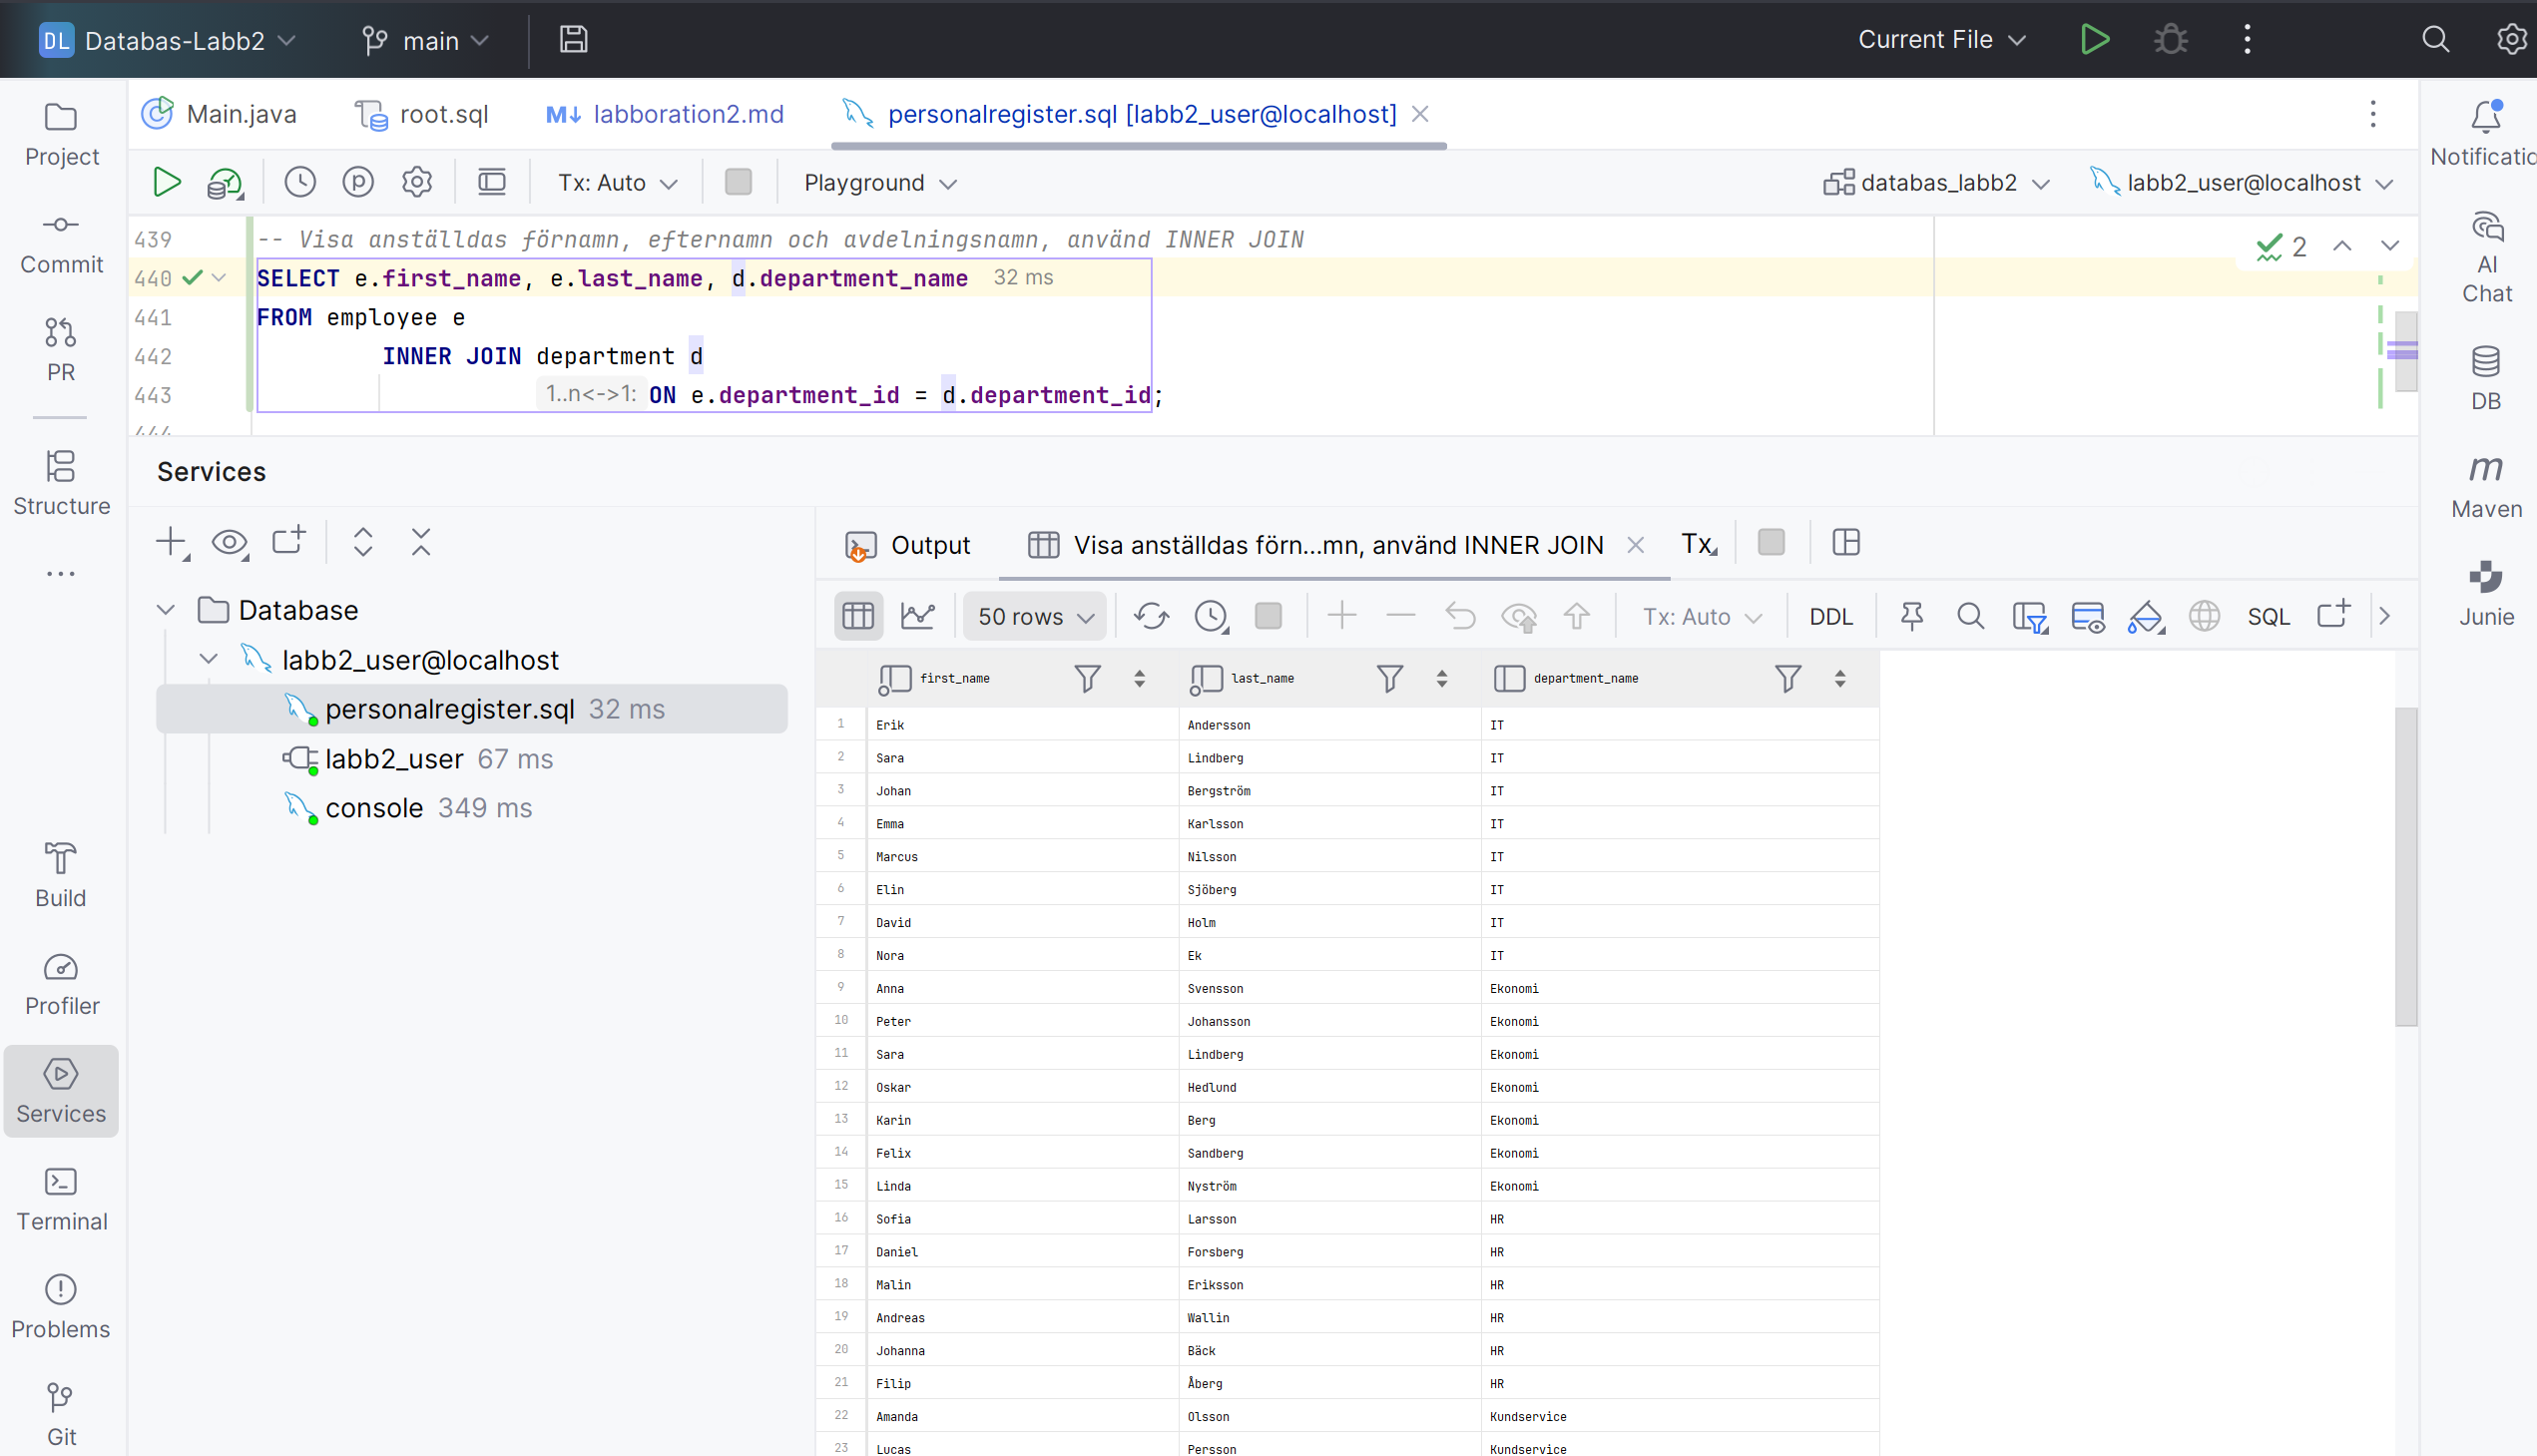 DL Databas-Labb2 main Current File
Main.java root.sql M↓ labboration2.md personalregister.sql [labb2_user@localhost]
Tx: Auto Playground databas_labb2 labb2_user@localhost
Project
Commit
PR
Structure
Build
Profiler
Services
Terminal
Problems
Git
439 -- Visa anställdas förnamn, efternamn och avdelningsnamn, använd INNER JOIN
440 SELECT e.first_name, e.last_name, d.department_name 32 ms
441 FROM employee e
442 INNER JOIN department d
443 1..n<->1: ON e.department_id = d.department_id;
444
2
Services
Database
labb2_user@localhost
personalregister.sql 32 ms
labb2_user 67 ms
console 349 ms
Output Visa anställdas förn...mn, använd INNER JOIN Tx
50 rows Tx: Auto DDL SQL
first_name last_name department_name
1 Erik Andersson IT
2 Sara Lindberg IT
3 Johan Bergström IT
4 Emma Karlsson IT
5 Marcus Nilsson IT
6 Elin Sjöberg IT
7 David Holm IT
8 Nora Ek IT
9 Anna Svensson Ekonomi
10 Peter Johansson Ekonomi
11 Sara Lindberg Ekonomi
12 Oskar Hedlund Ekonomi
13 Karin Berg Ekonomi
14 Felix Sandberg Ekonomi
15 Linda Nyström Ekonomi
16 Sofia Larsson HR
17 Daniel Forsberg HR
18 Malin Eriksson HR
19 Andreas Wallin HR
20 Johanna Bäck HR
21 Filip Åberg HR
22 Amanda Olsson Kundservice
23 Lucas Persson Kundservice
Notificatio
AI
Chat
DB
m
Maven
Junie